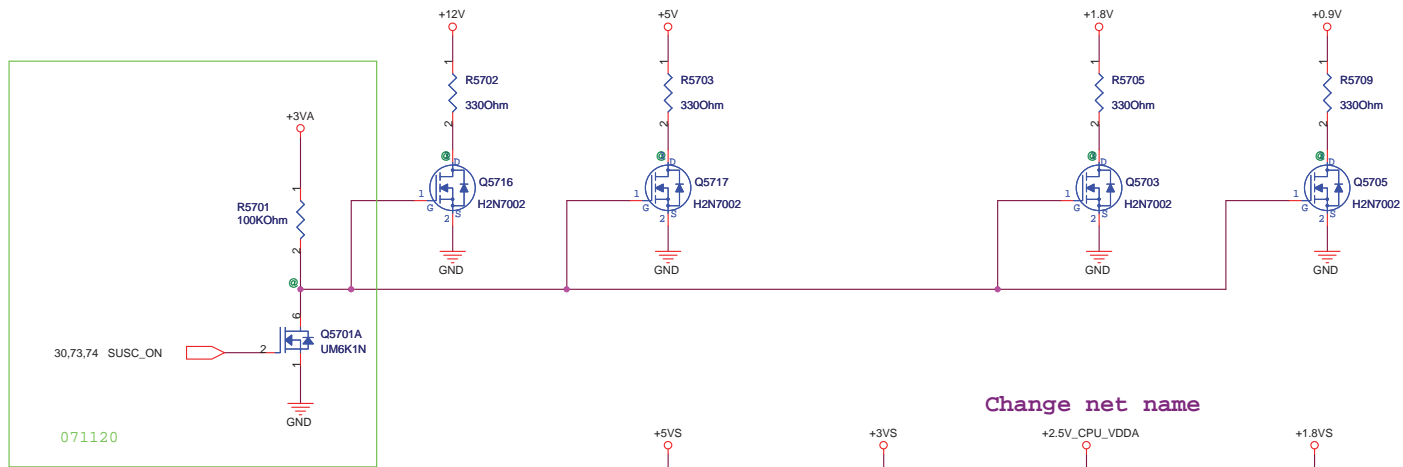 +12V
+5V
+1.8V
+0.9V
1
R5702
330Ohm
2
1
R5703
330Ohm
2
1
R5705
330Ohm
2
1
R5709
330Ohm
2
+3VA
1
R5701
100KOhm
2
@
@ D
1 Q5716
G H2N7002
2 S
GND
@ D
1 Q5717
G H2N7002
2 S
GND
@ D
1 Q5703
G H2N7002
2 S
GND
@ D
1 Q5705
G H2N7002
2 S
GND
6
Q5701A
UM6K1N
30,73,74 SUSC_ON
2
1
GND
071120
Change net name
+5VS
+3VS
+2.5V_CPU_VDDA
+1.8VS